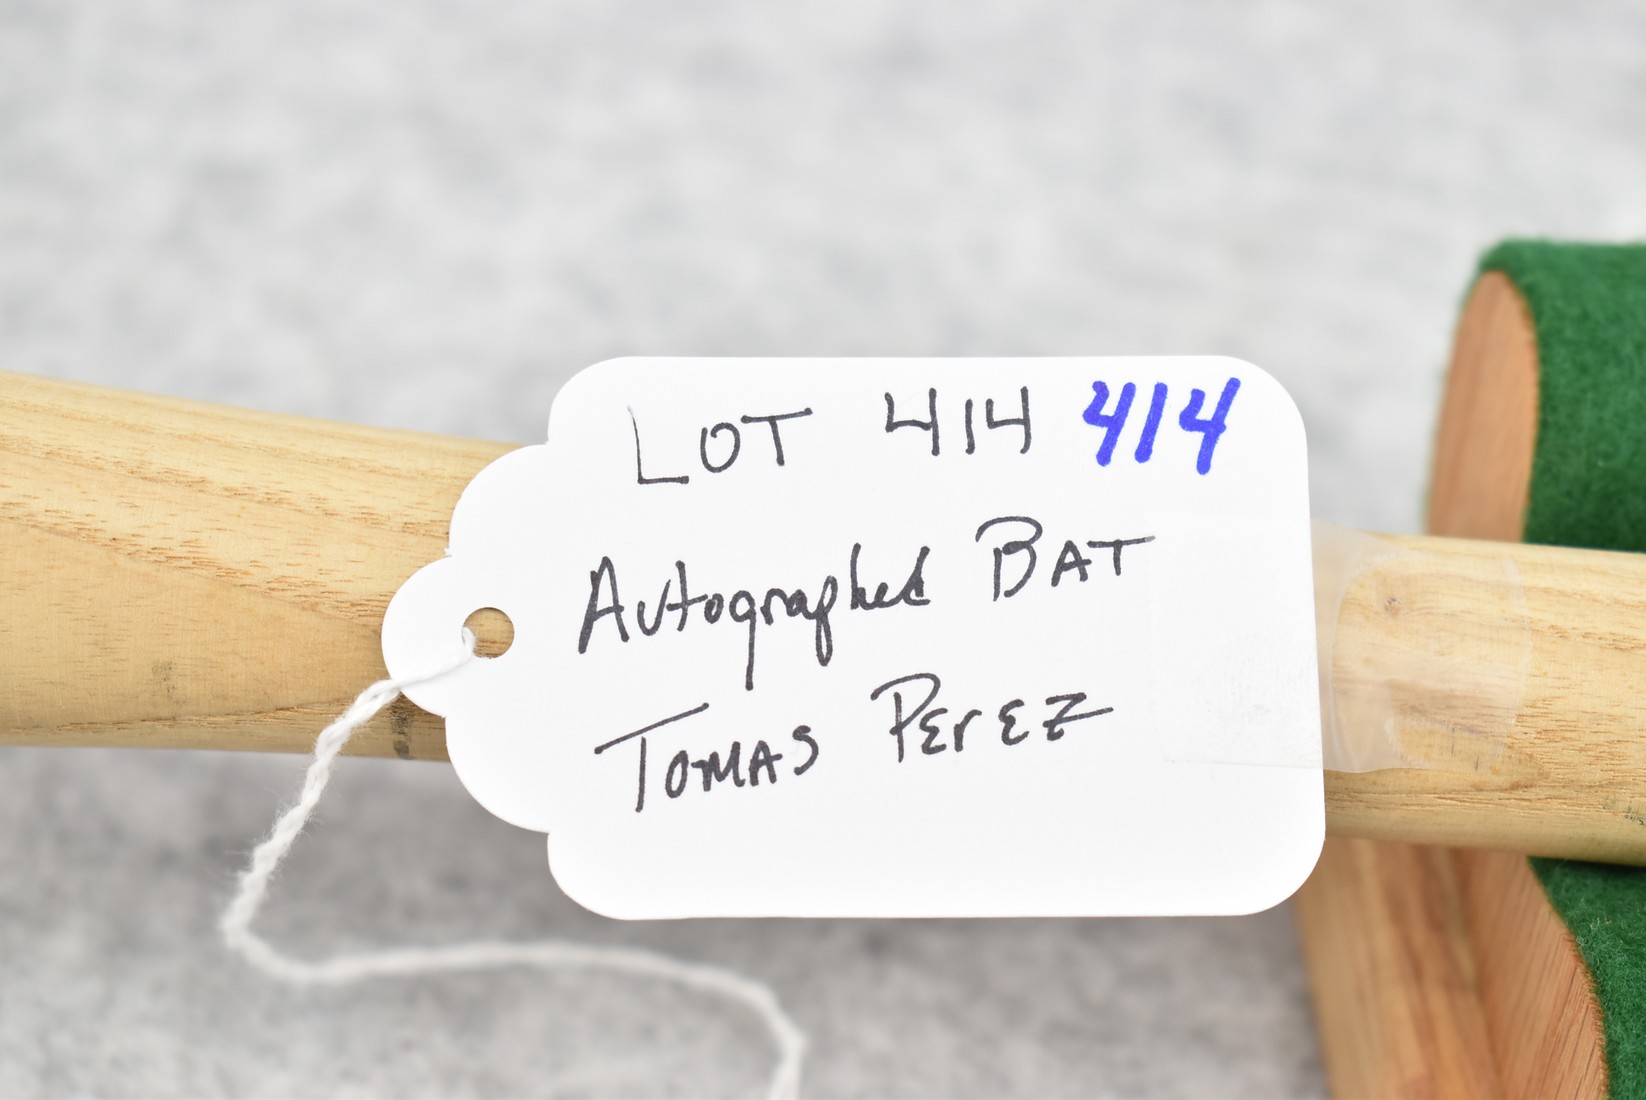 LOT 414 414
Autographed BAT
TOMAS PErEZ